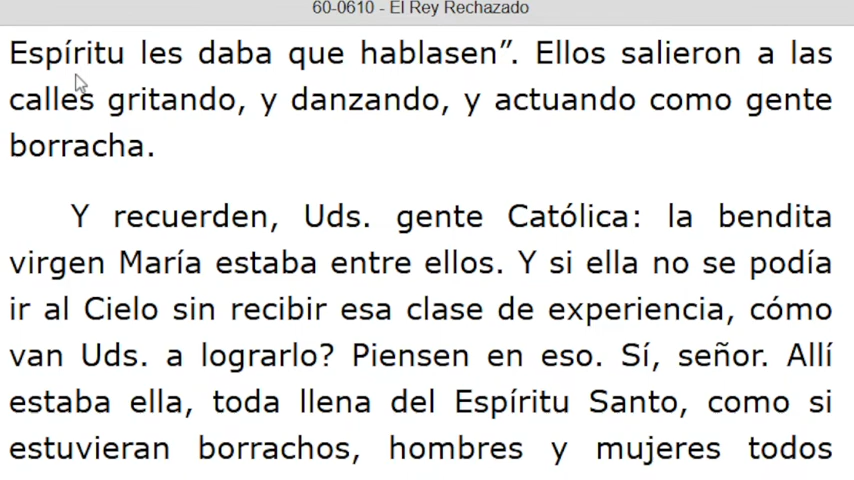 60-0610 - El Rey Rechazado
Espíritu les daba que hablasen”. Ellos salieron a las
calles gritando, y danzando, y actuando como gente
borracha.
Y recuerden, Uds. gente Católica: la bendita
virgen María estaba entre ellos. Y si ella no se podía
ir al Cielo sin recibir esa clase de experiencia, cómo
van Uds. a lograrlo? Piensen en eso. Sí, señor. Allí
estaba ella, toda llena del Espíritu Santo, como si
estuvieran borrachos, hombres y mujeres todos